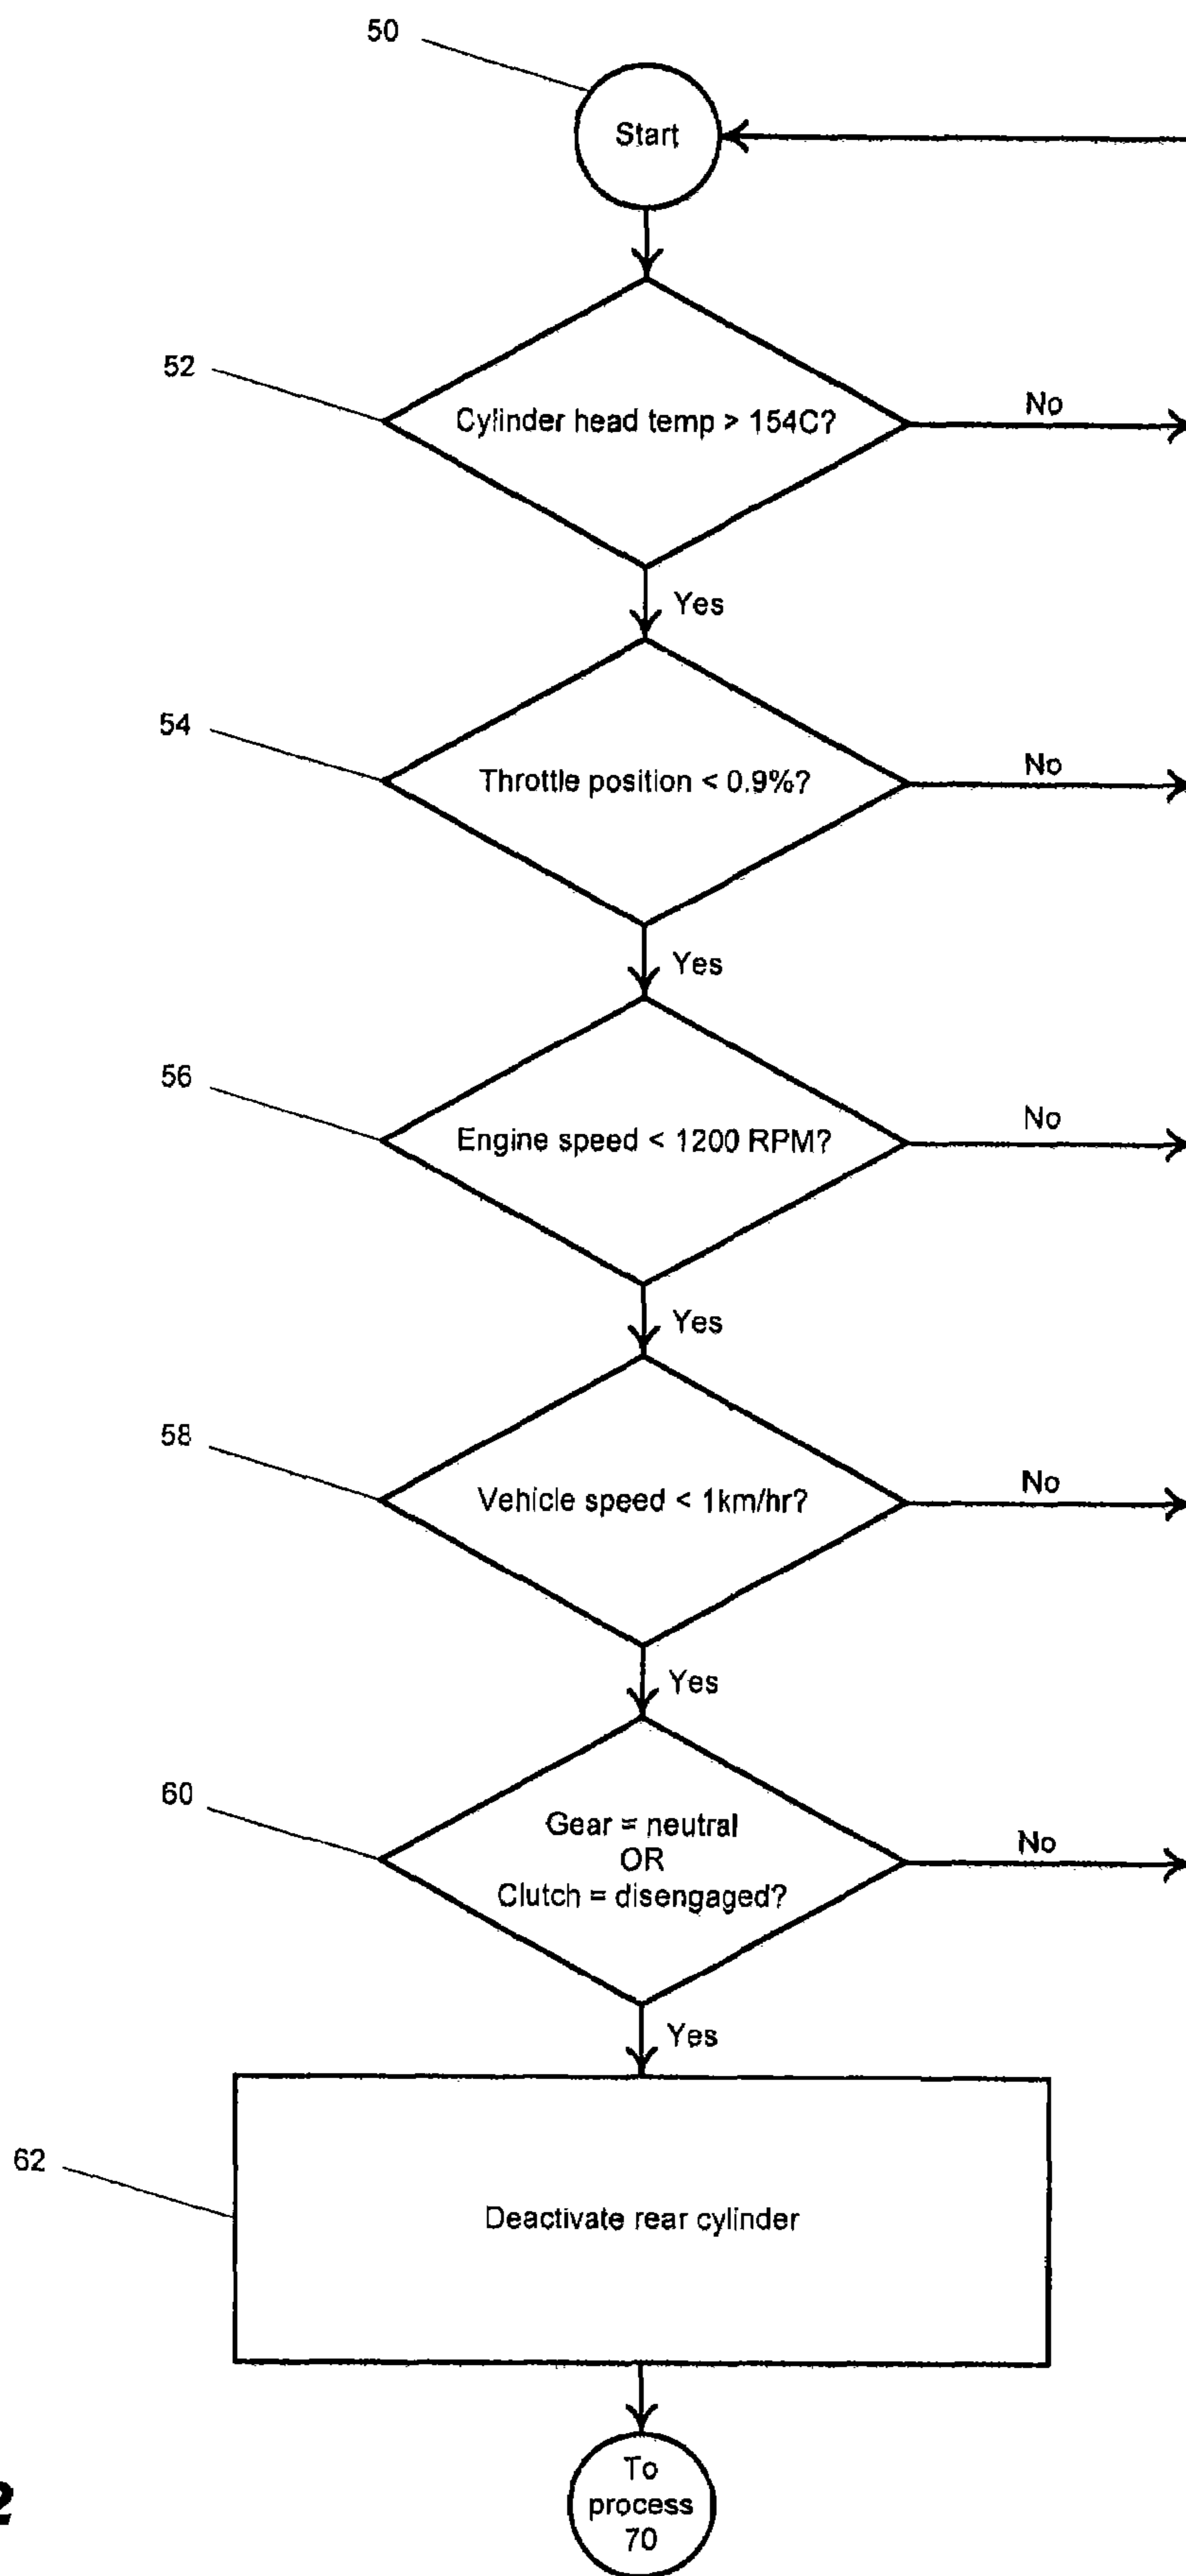 50
Start
52
Cylinder head temp > 154C?
No
Yes
54
Throttle position < 0.9%?
No
Yes
56
Engine speed < 1200 RPM?
No
Yes
58
Vehicle speed < 1km/hr?
No
Yes
60
Gear = neutral
OR
Clutch = disengaged?
No
Yes
62
Deactivate rear cylinder
To
process
70
2